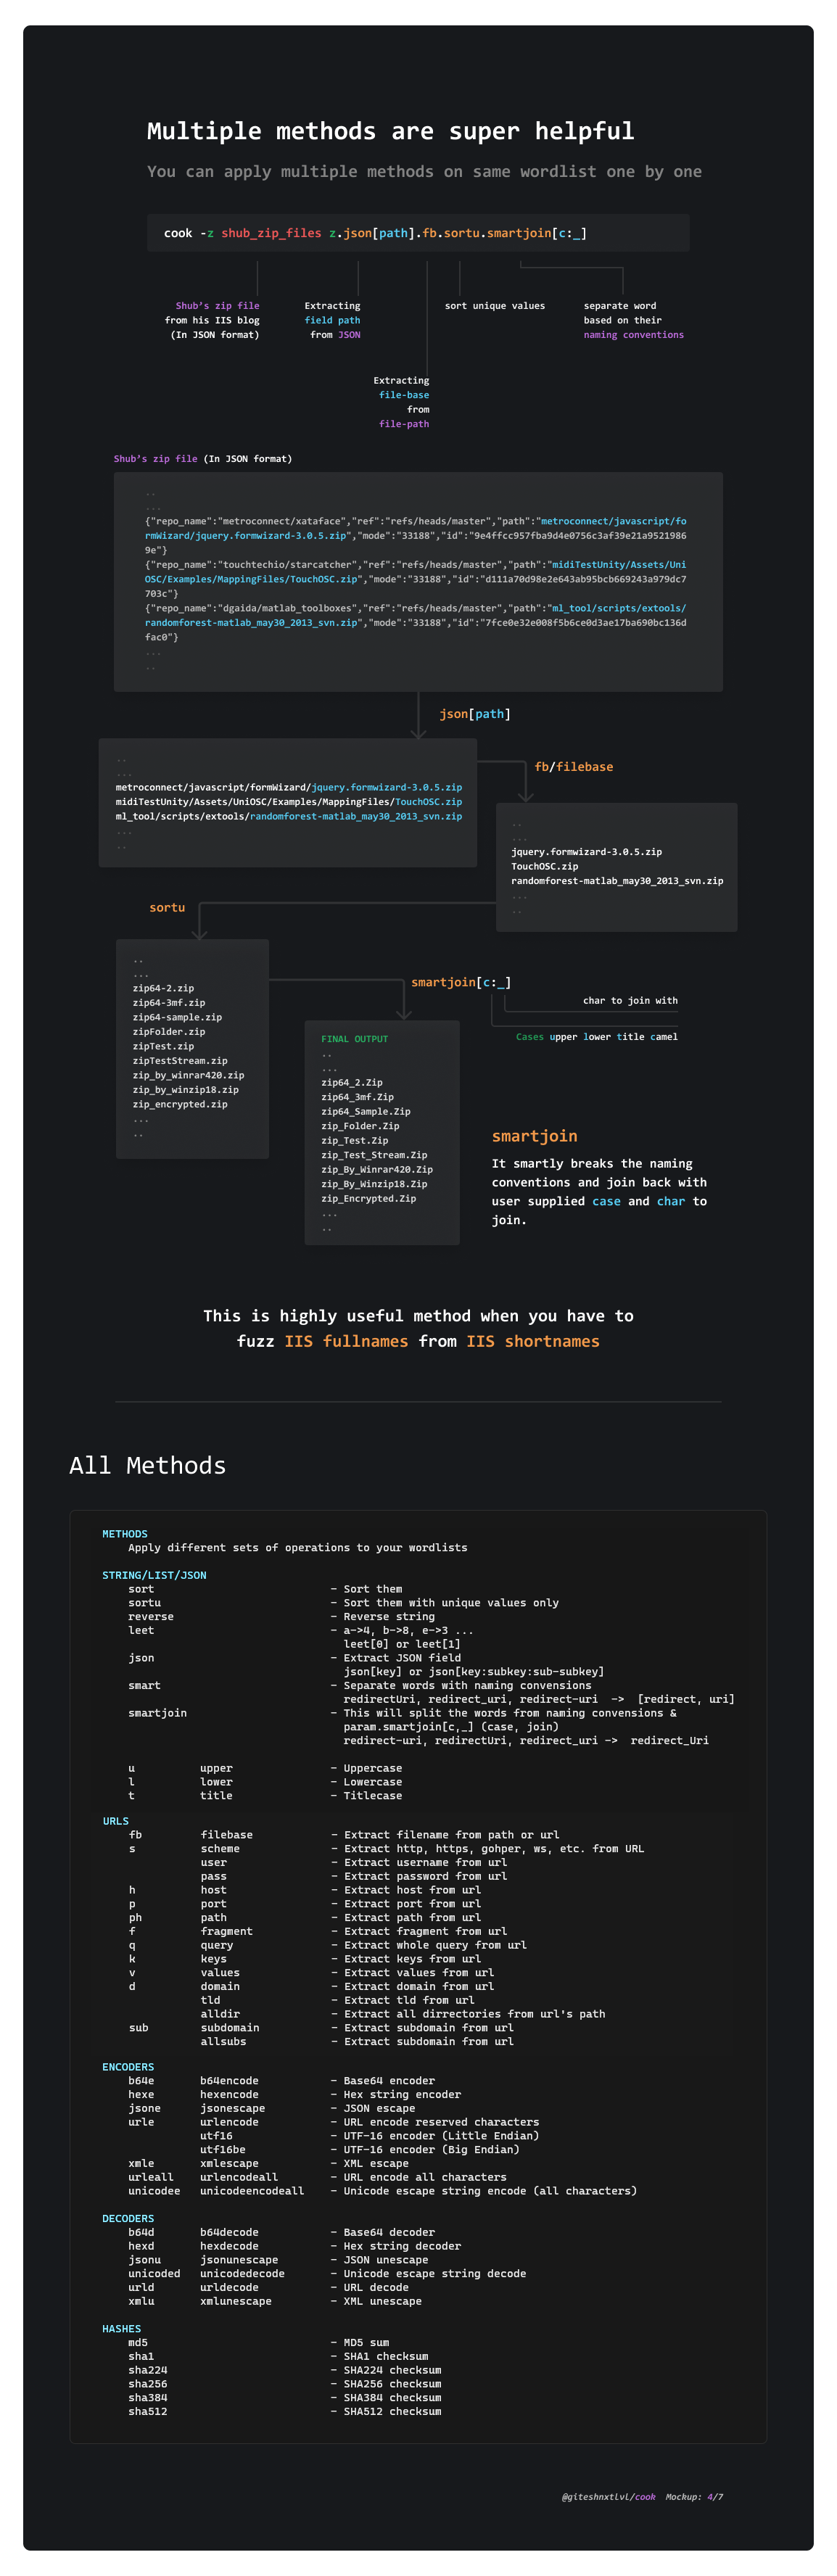 Multiple methods are super helpful
You can apply multiple methods on same wordlist one by one
cook -z shub_zip_files z.json[path].fb.sortu.smartjoin[c:_]
Shub's zip file
from his IIS blog
(In JSON format)
Extracting
field path
from JSON
sort unique values
separate word
based on their
naming conventions
Extracting
file-base
from
file-path
Shub's zip file (In JSON format)
..
...
{"repo_name":"metroconnect/xataface","ref":"refs/heads/master","path":"metroconnect/javascript/fo
rmWizard/jquery.formwizard-3.0.5.zip","mode":"33188","id":"9e4ffcc957fba9d4e0756c3af39e21a9521986
9e"}
{"repo_name":"touchtechio/starcatcher","ref":"refs/heads/master","path":"midiTestUnity/Assets/Uni
OSC/Examples/MappingFiles/TouchOSC.zip","mode":"33188","id":"d111a70d98e2e643ab95bcb669243a979dc7
703c"}
{"repo_name":"dgaida/matlab_toolboxes","ref":"refs/heads/master","path":"ml_tool/scripts/extools/
randomforest-matlab_may30_2013_svn.zip","mode":"33188","id":"7fce0e32e008f5b6ce0d3ae17ba690bc136d
fac0"}
...
..
json[path]
..
...
metroconnect/javascript/formWizard/jquery.formwizard-3.0.5.zip
midiTestUnity/Assets/UniOSC/Examples/MappingFiles/TouchOSC.zip
ml_tool/scripts/extools/randomforest-matlab_may30_2013_svn.zip
...
..
fb/filebase
..
...
jquery.formwizard-3.0.5.zip
TouchOSC.zip
randomforest-matlab_may30_2013_svn.zip
...
..
sortu
..
...
zip64-2.zip
zip64-3mf.zip
zip64-sample.zip
zipFolder.zip
zipTest.zip
zipTestStream.zip
zip_by_winrar420.zip
zip_by_winzip18.zip
zip_encrypted.zip
...
..
smartjoin[c:_]
char to join with
Cases upper lower title camel
FINAL OUTPUT
..
...
zip64_2.Zip
zip64_3mf.Zip
zip64_Sample.Zip
zip_Folder.Zip
zip_Test.Zip
zip_Test_Stream.Zip
zip_By_Winrar420.Zip
zip_By_Winzip18.Zip
zip_Encrypted.Zip
...
..
smartjoin
It smartly breaks the naming
conventions and join back with
user supplied case and char to
join.
This is highly useful method when you have to
fuzz IIS fullnames from IIS shortnames
All Methods
METHODS
Apply different sets of operations to your wordlists
STRING/LIST/JSON
sort - Sort them
sortu - Sort them with unique values only
reverse - Reverse string
leet - a->4, b->8, e->3 ...
leet[0] or leet[1]
json - Extract JSON field
json[key] or json[key:subkey:sub-subkey]
smart - Separate words with naming convensions
redirectUri, redirect_uri, redirect-uri -> [redirect, uri]
smartjoin - This will split the words from naming convensions &
param.smartjoin[c,_] (case, join)
redirect-uri, redirectUri, redirect_uri -> redirect_Uri
u upper - Uppercase
l lower - Lowercase
t title - Titlecase
URLS
fb filebase - Extract filename from path or url
s scheme - Extract http, https, gohper, ws, etc. from URL
user - Extract username from url
pass - Extract password from url
h host - Extract host from url
p port - Extract port from url
ph path - Extract path from url
f fragment - Extract fragment from url
q query - Extract whole query from url
k keys - Extract keys from url
v values - Extract values from url
d domain - Extract domain from url
tld - Extract tld from url
alldir - Extract all dirrectories from url's path
sub subdomain - Extract subdomain from url
allsubs - Extract subdomain from url
ENCODERS
b64e b64encode - Base64 encoder
hexe hexencode - Hex string encoder
jsone jsonescape - JSON escape
urle urlencode - URL encode reserved characters
utf16 - UTF-16 encoder (Little Endian)
utf16be - UTF-16 encoder (Big Endian)
xmle xmlescape - XML escape
urleall urlencodeall - URL encode all characters
unicodee unicodeencodeall - Unicode escape string encode (all characters)
DECODERS
b64d b64decode - Base64 decoder
hexd hexdecode - Hex string decoder
jsonu jsonunescape - JSON unescape
unicoded unicodedecode - Unicode escape string decode
urld urldecode - URL decode
xmlu xmlunescape - XML unescape
HASHES
md5 - MD5 sum
sha1 - SHA1 checksum
sha224 - SHA224 checksum
sha256 - SHA256 checksum
sha384 - SHA384 checksum
sha512 - SHA512 checksum
@giteshnxtlvl/cook Mockup: 4/7